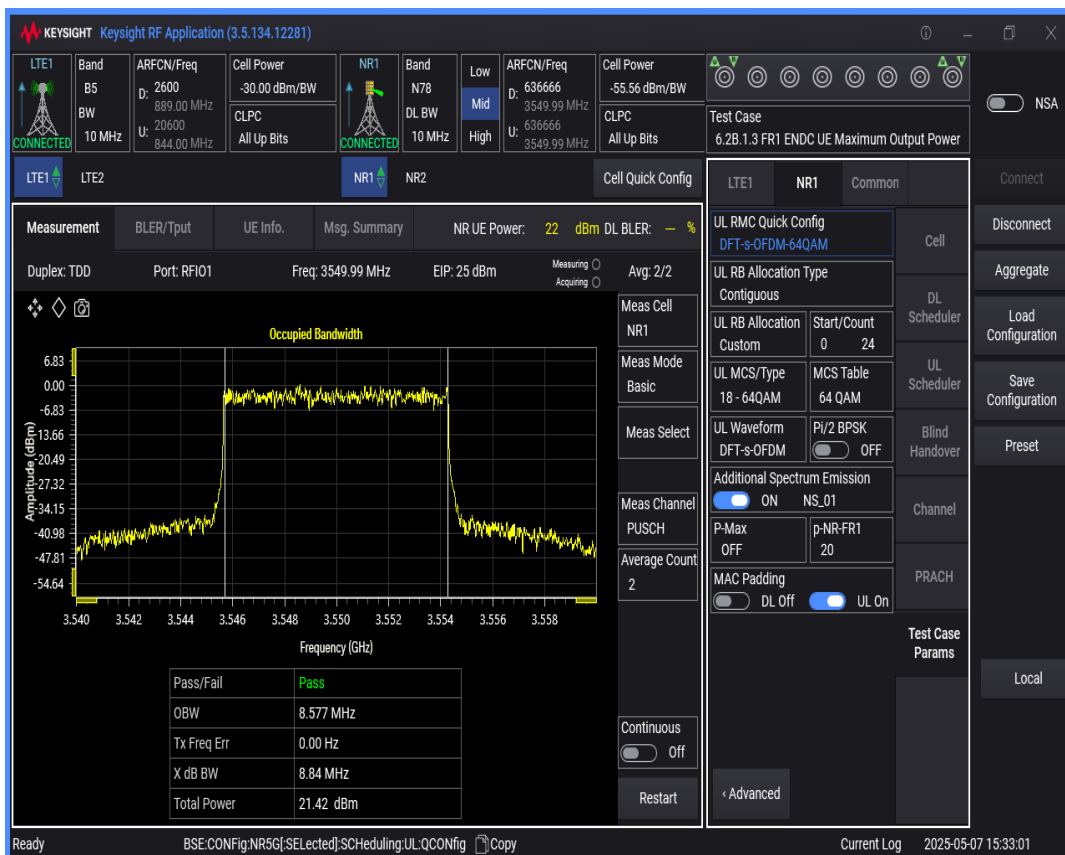 KEYSIGHT Keysight RF Application (3.5.134.12281)
LTE1
CONNECTED
Band
B5
BW
10 MHz
ARFCN/Freq
D: 2600
889.00 MHz
U: 20600
844.00 MHz
Cell Power
-30.00 dBm/BW
CLPC
All Up Bits
NR1
CONNECTED
Band
N78
DL BW
10 MHz
Low
Mid
High
ARFCN/Freq
D: 636666
3549.99 MHz
U: 636666
3549.99 MHz
Cell Power
-55.56 dBm/BW
CLPC
All Up Bits
Test Case
6.2B.1.3 FR1 ENDC UE Maximum Output Power
NSA
LTE1 LTE2 NR1 NR2 Cell Quick Config
Measurement BLER/Tput UE Info. Msg. Summary NR UE Power: 22 dBm DL BLER: — %
Duplex: TDD Port: RFIO1 Freq: 3549.99 MHz EIP: 25 dBm Measuring Avg: 2/2
Acquiring
Occupied Bandwidth
6.83
0.00
-6.83
-13.66
-20.49
-27.32
-34.15
-40.98
-47.81
-54.64
Amplitude (dBm)
3.540 3.542 3.544 3.546 3.548 3.550 3.552 3.554 3.556 3.558
Frequency (GHz)
Pass/Fail Pass
OBW 8.577 MHz
Tx Freq Err 0.00 Hz
X dB BW 8.84 MHz
Total Power 21.42 dBm
Meas Cell
NR1
Meas Mode
Basic
Meas Select
Meas Channel
PUSCH
Average Count
2
Continuous
Off
Restart
LTE1 NR1 Common
UL RMC Quick Config
DFT-s-OFDM-64QAM
UL RB Allocation Type
Contiguous
UL RB Allocation Start/Count
Custom 0 24
UL MCS/Type MCS Table
18 - 64QAM 64 QAM
UL Waveform Pi/2 BPSK
DFT-s-OFDM OFF
Additional Spectrum Emission
ON NS_01
P-Max p-NR-FR1
OFF 20
MAC Padding
DL Off UL On
‹ Advanced
Cell
DL
Scheduler
UL
Scheduler
Blind
Handover
Channel
PRACH
Test Case
Params
Connect
Disconnect
Aggregate
Load
Configuration
Save
Configuration
Preset
Local
Ready BSE:CONFig:NR5G[:SELected]:SCHeduling:UL:QCONfig Copy Current Log 2025-05-07 15:33:01